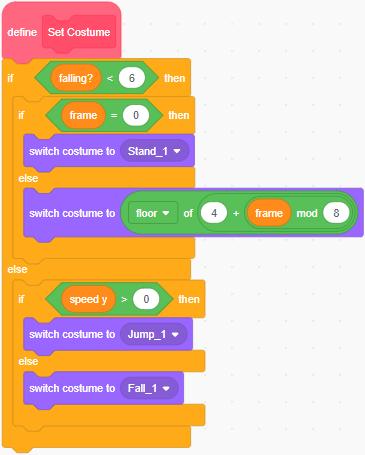 define Set Costume
if falling? < 6 then
if frame = 0 then
switch costume to Stand_1
else
switch costume to floor of 4 + frame mod 8
else
if speed y > 0 then
switch costume to Jump_1
else
switch costume to Fall_1